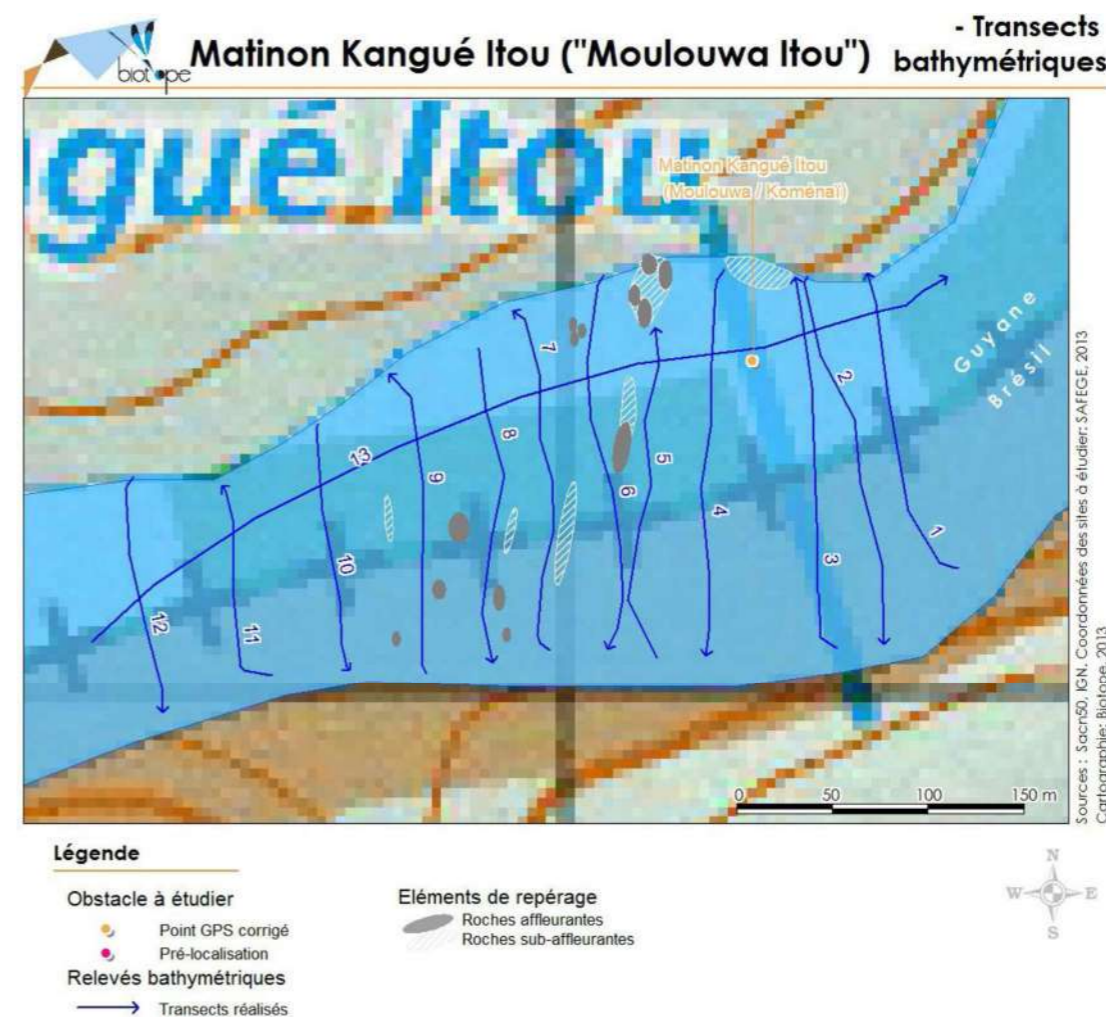 biotope
Matinon Kangué Itou ("Moulouwa Itou")
- Transects
bathymétriques
gué Itou
Matinon Kangué Itou
(Moulouwa / Koménaï)
Guyane
Brésil
1
2
3
4
5
6
7
8
9
10
11
12
13
0 50 100 150 m
Sources : Sacn50, IGN. Coordonnées des sites à étudier: SAFEGE, 2013
Cartographie: Biotope, 2013
Légende
Obstacle à étudier
Point GPS corrigé
Pré-localisation
Relevés bathymétriques
Transects réalisés
Eléments de repérage
Roches affleurantes
Roches sub-affleurantes
N
W E
S